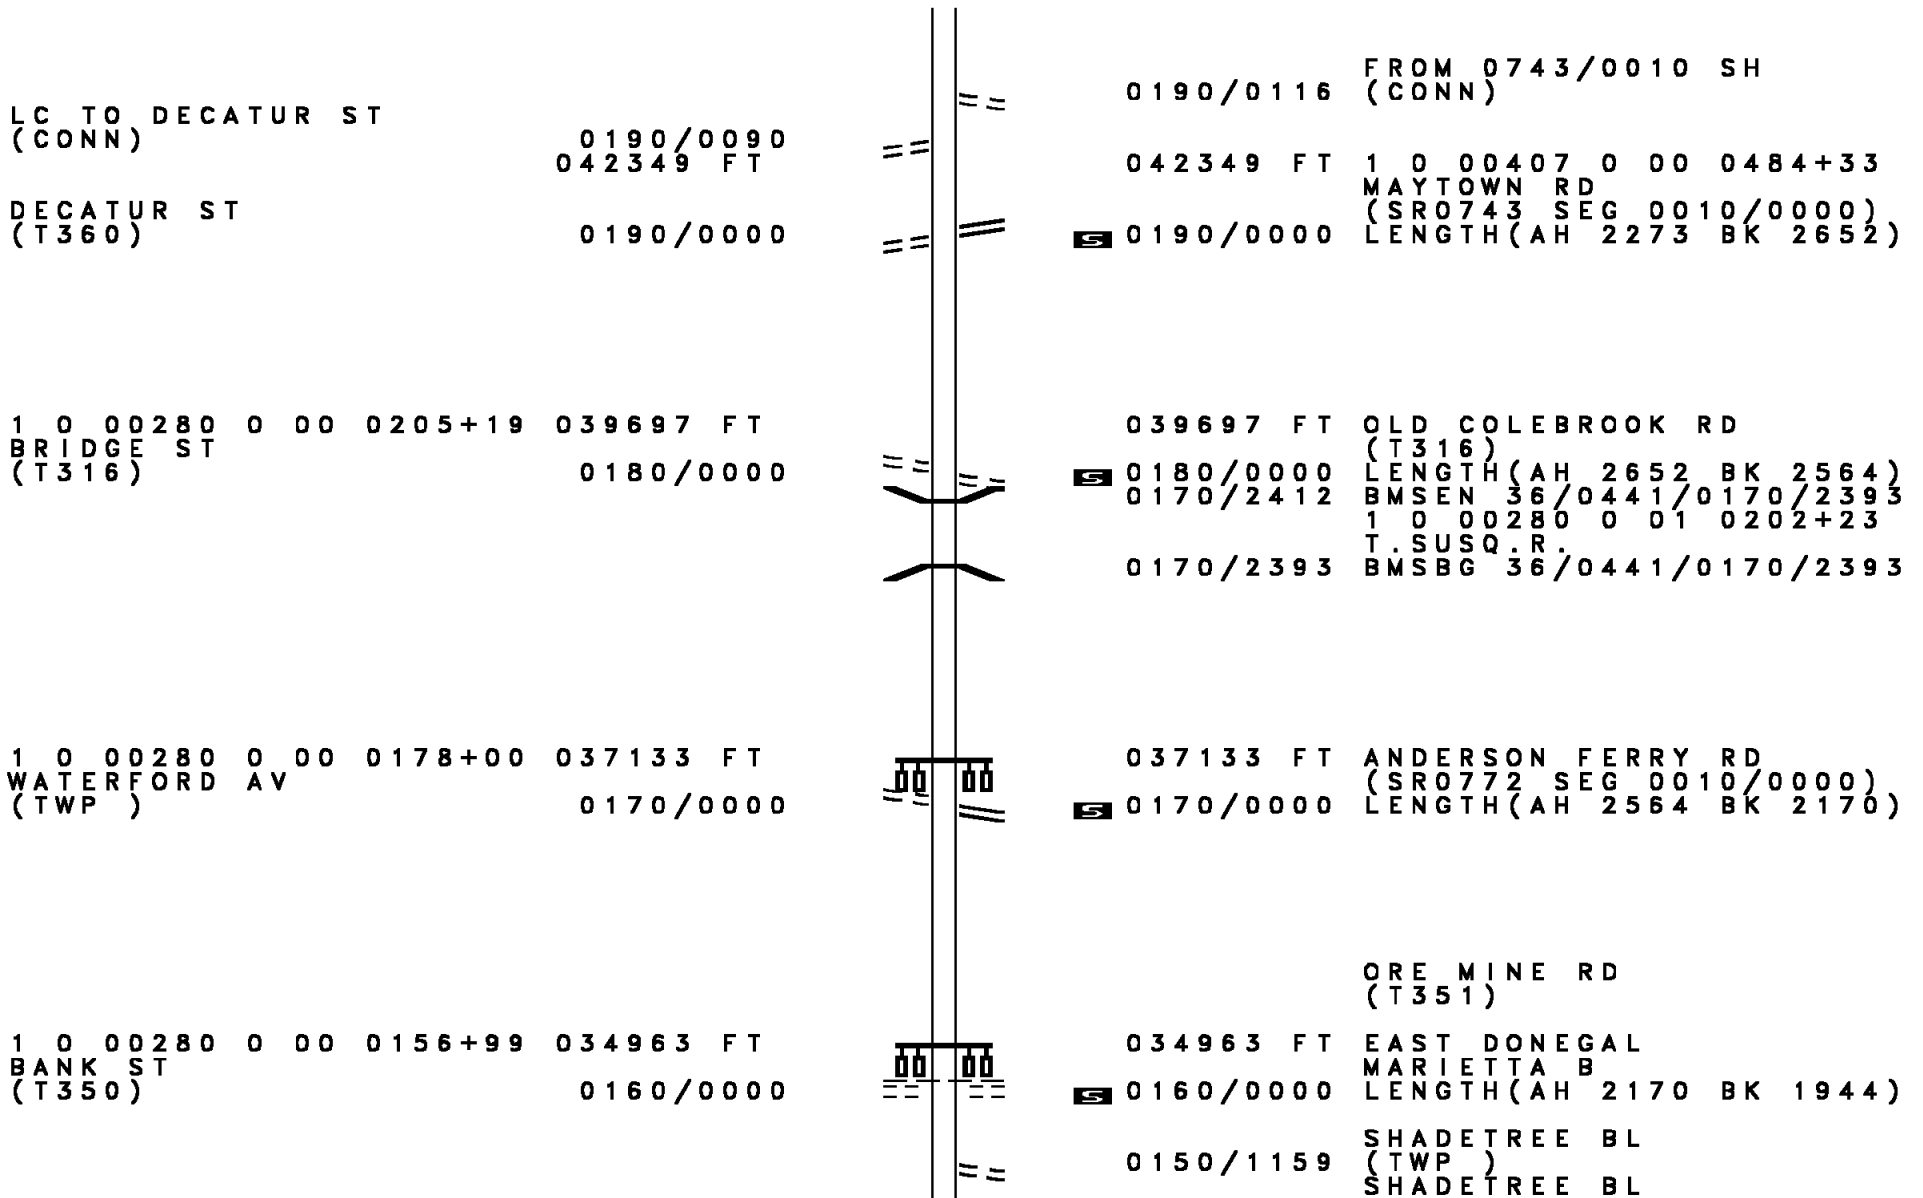 FROM 0743/0010 SH
0190/0116 (CONN)
LC TO DECATUR ST
(CONN) 0190/0090
042349 FT 042349 FT 1 0 00407 0 00 0484+33
MAYTOWN RD
DECATUR ST (SR0743 SEG 0010/0000)
(T360) 0190/0000 S 0190/0000 LENGTH(AH 2273 BK 2652)
1 0 00280 0 00 0205+19 039697 FT 039697 FT OLD COLEBROOK RD
BRIDGE ST (T316)
(T316) 0180/0000 S 0180/0000 LENGTH(AH 2652 BK 2564)
0170/2412 BMSEN 36/0441/0170/2393
1 0 00280 0 01 0202+23
T.SUSQ.R.
0170/2393 BMSBG 36/0441/0170/2393
1 0 00280 0 00 0178+00 037133 FT 037133 FT ANDERSON FERRY RD
WATERFORD AV (SR0772 SEG 0010/0000)
(TWP ) 0170/0000 S 0170/0000 LENGTH(AH 2564 BK 2170)
ORE MINE RD
(T351)
1 0 00280 0 00 0156+99 034963 FT 034963 FT EAST DONEGAL
BANK ST MARIETTA B
(T350) 0160/0000 S 0160/0000 LENGTH(AH 2170 BK 1944)
SHADETREE BL
0150/1159 (TWP )
SHADETREE BL